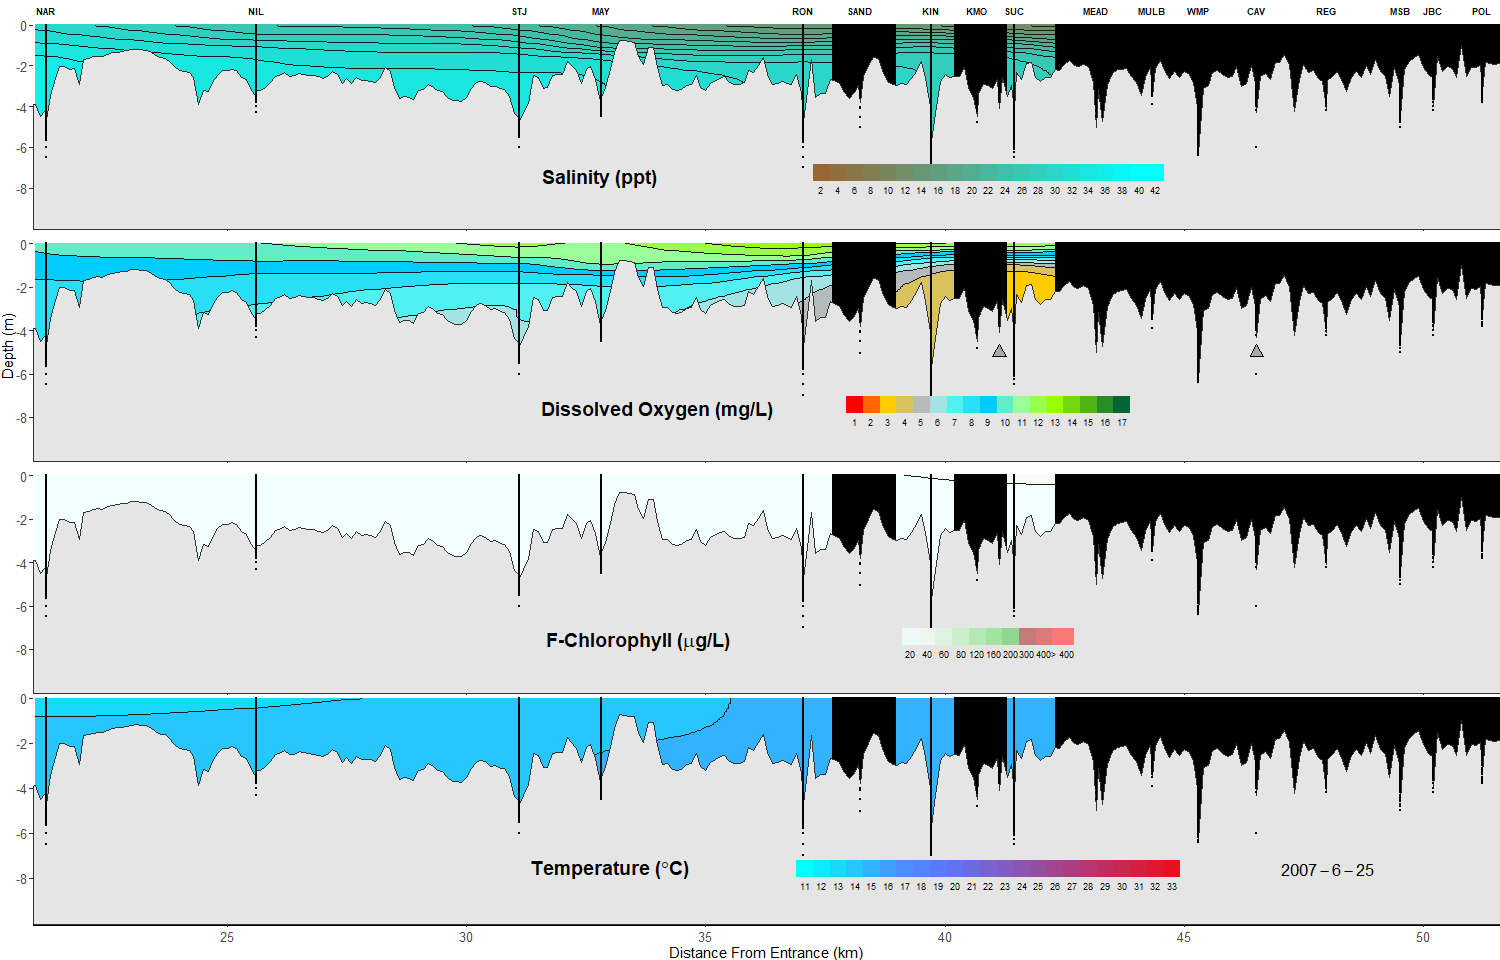 NAR NIL STJ MAY RON SAND KIN KMO SUC MEAD MULB WMP CAV REG MSB JBC POL
0
-2
-4
-6
-8
Salinity (ppt)
2 4 6 8 10 12 14 16 18 20 22 24 26 28 30 32 34 36 38 40 42
0
-2
-4
-6
-8
Depth (m)
Dissolved Oxygen (mg/L)
1 2 3 4 5 6 7 8 9 10 11 12 13 14 15 16 17
0
-2
-4
-6
-8
F-Chlorophyll (μg/L)
20 40 60 80 120 160 200 300 400 > 400
0
-2
-4
-6
-8
Temperature (°C)
11 12 13 14 15 16 17 18 19 20 21 22 23 24 25 26 27 28 29 30 31 32 33
2007 – 6 – 25
25 30 35 40 45 50
Distance From Entrance (km)